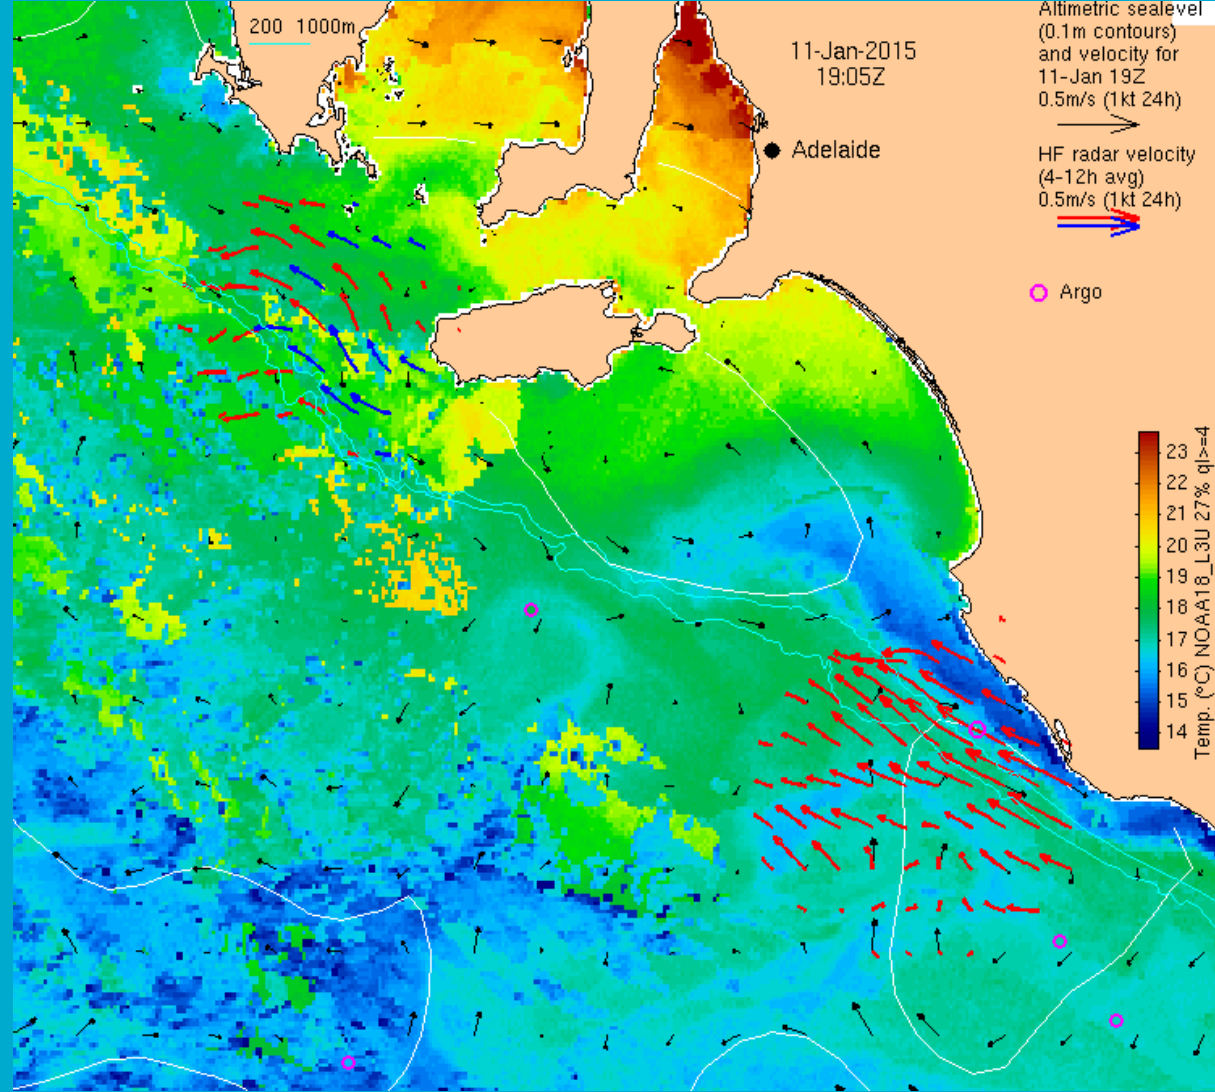 200 1000m
11-Jan-2015
19:05Z
Altimetric sealevel
(0.1m contours)
and velocity for
11-Jan 19Z
0.5m/s (1kt 24h)
HF radar velocity
(4-12h avg)
0.5m/s (1kt 24h)
Adelaide
Argo
23
22
21
20
19
18
17
16
15
14
Temp. (°C) NOAA18_L3U 27% ql>=4